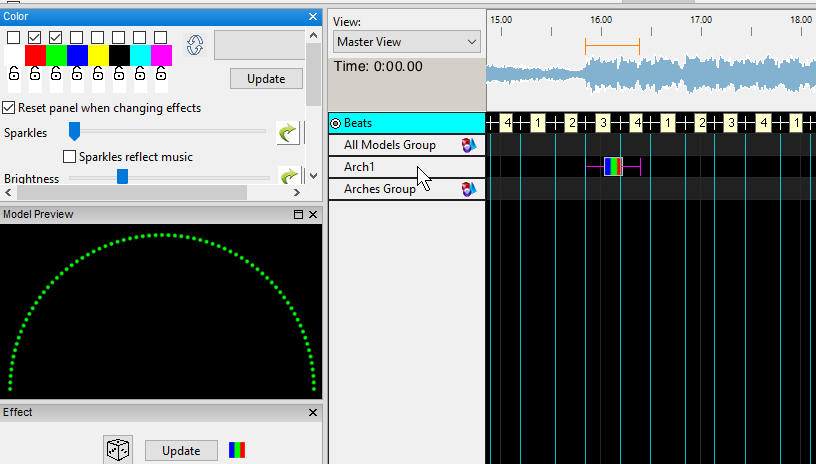 Color
Update
Reset panel when changing effects
Sparkles
Sparkles reflect music
Brightness
Model Preview
Effect
Update
View:
Master View
Time: 0:00.00
Beats
All Models Group
Arch1
Arches Group
15.00 16.00 17.00 18.00
4 1 2 3 4 1 2 3 4 1